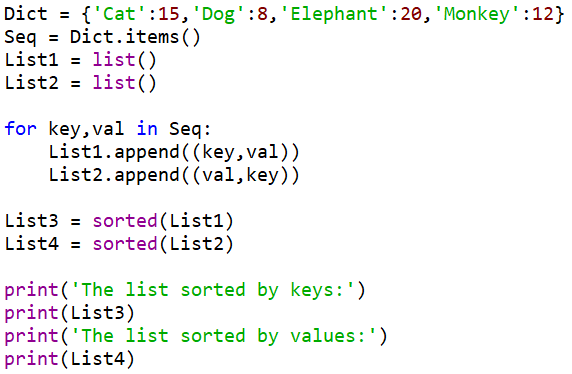 Dict = {'Cat':15,'Dog':8,'Elephant':20,'Monkey':12}
Seq = Dict.items()
List1 = list()
List2 = list()

for key,val in Seq:
    List1.append((key,val))
    List2.append((val,key))

List3 = sorted(List1)
List4 = sorted(List2)

print('The list sorted by keys:')
print(List3)
print('The list sorted by values:')
print(List4)